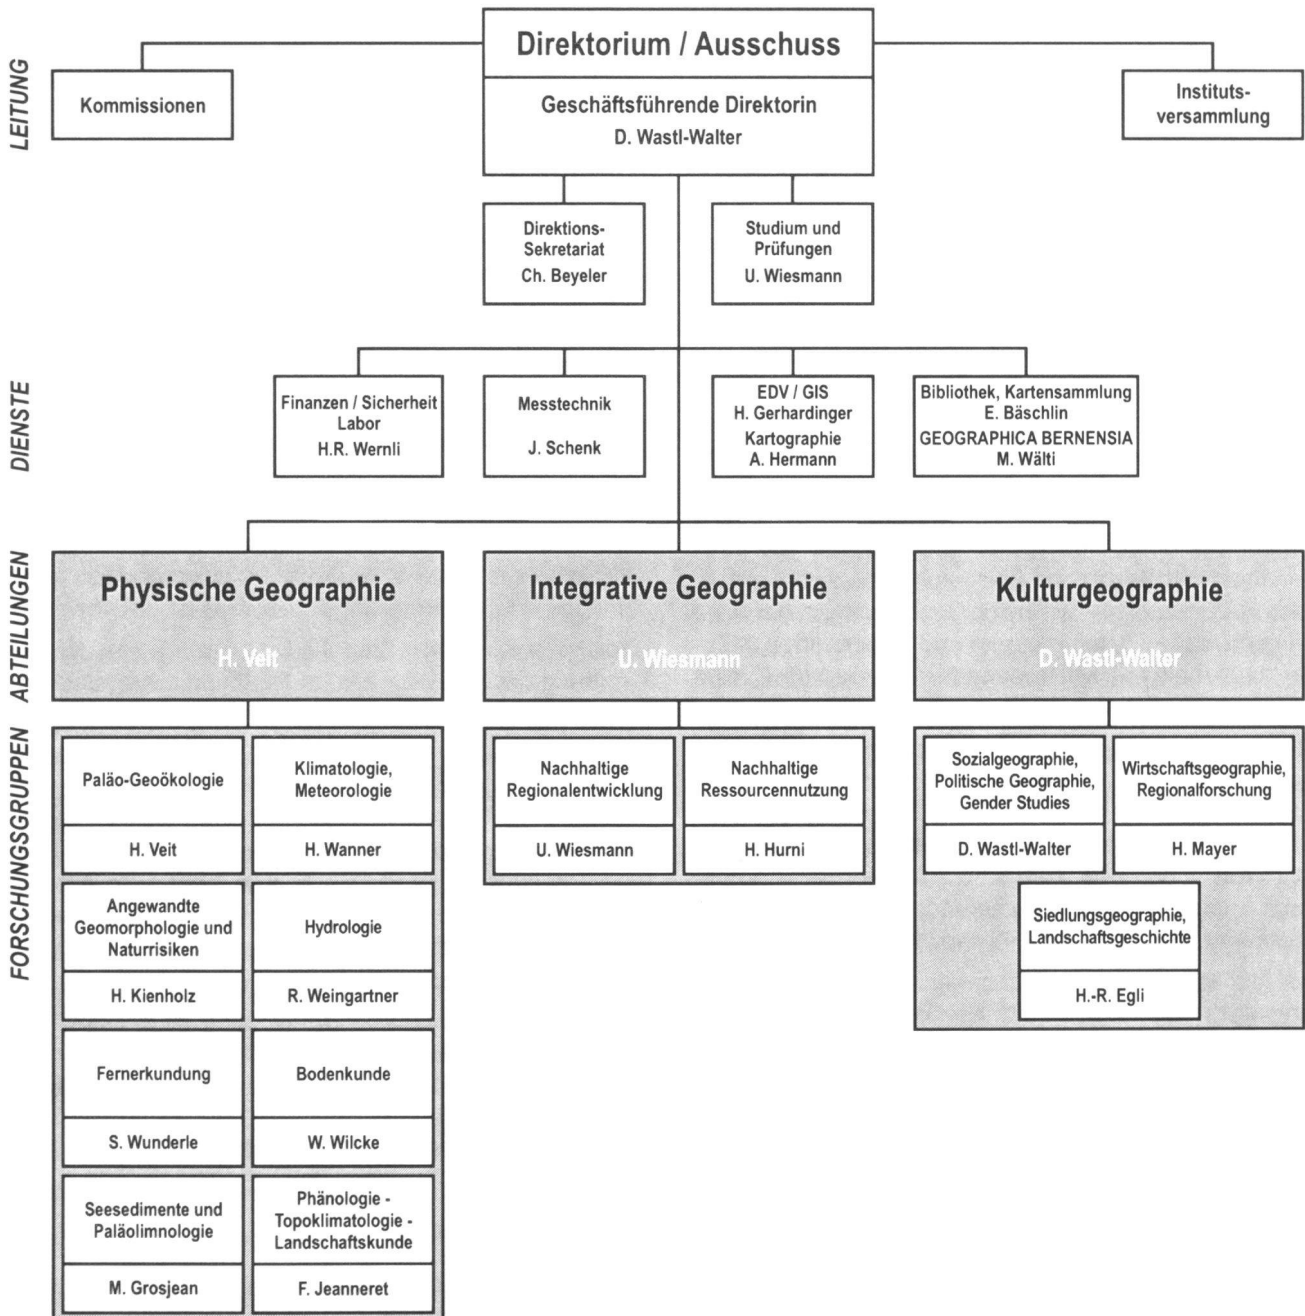 LEITUNG
Direktorium / Ausschuss
Geschäftsführende Direktorin
D. Wastl-Walter
Kommissionen
Instituts-
versammlung
Direktions-
Sekretariat
Ch. Beyeler
Studium und
Prüfungen
U. Wiesmann
DIENSTE
Finanzen / Sicherheit
Labor
H.R. Wernli
Messtechnik
J. Schenk
EDV / GIS
H. Gerhardinger
Kartographie
A. Hermann
Bibliothek, Kartensammlung
E. Bäschlin
GEOGRAPHICA BERNENSIA
M. Wälti
ABTEILUNGEN
Physische Geographie
H. Veit
Integrative Geographie
U. Wiesmann
Kulturgeographie
D. Wastl-Walter
FORSCHUNGSGRUPPEN
Paläo-Geoökologie
H. Veit
Klimatologie,
Meteorologie
H. Wanner
Angewandte
Geomorphologie und
Naturrisiken
H. Kienholz
Hydrologie
R. Weingartner
Fernerkundung
S. Wunderle
Bodenkunde
W. Wilcke
Seesedimente und
Paläolimnologie
M. Grosjean
Phänologie -
Topoklimatologie -
Landschaftskunde
F. Jeanneret
Nachhaltige
Regionalentwicklung
U. Wiesmann
Nachhaltige
Ressourcennutzung
H. Hurni
Sozialgeographie,
Politische Geographie,
Gender Studies
D. Wastl-Walter
Wirtschaftsgeographie,
Regionalforschung
H. Mayer
Siedlungsgeographie,
Landschaftsgeschichte
H.-R. Egli